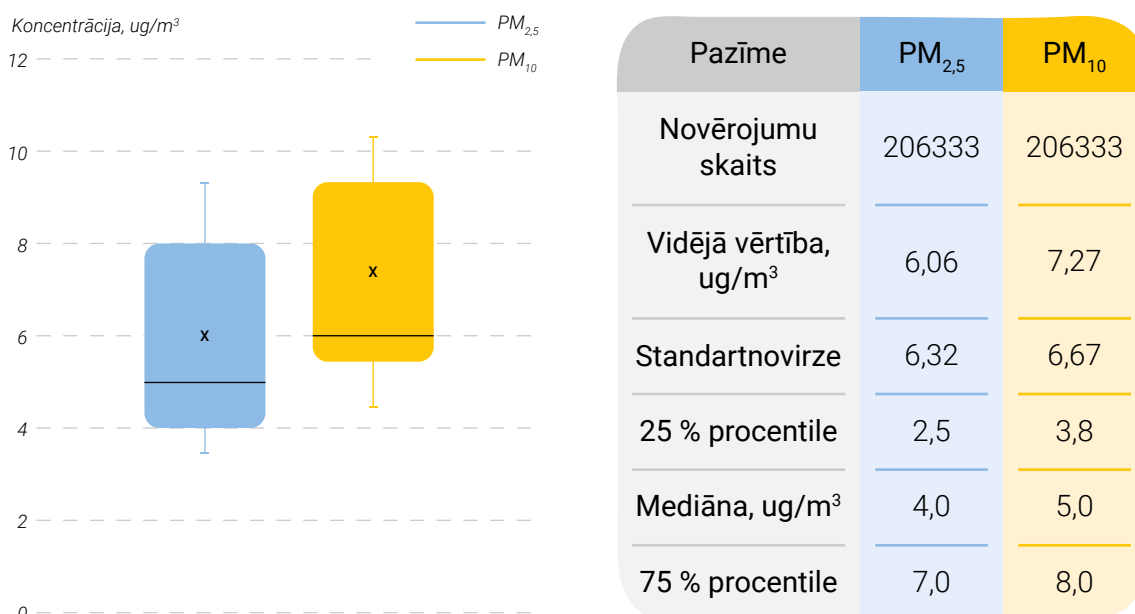 Koncentrācija, ug/m³
PM₂,₅
PM₁₀
12
10
8
6
4
2
0
x
x
Pazīme PM₂,₅ PM₁₀
Novērojumu
skaits 206333 206333
Vidējā vērtība,
ug/m³ 6,06 7,27
Standartnovirze 6,32 6,67
25 % procentile 2,5 3,8
Mediāna, ug/m³ 4,0 5,0
75 % procentile 7,0 8,0